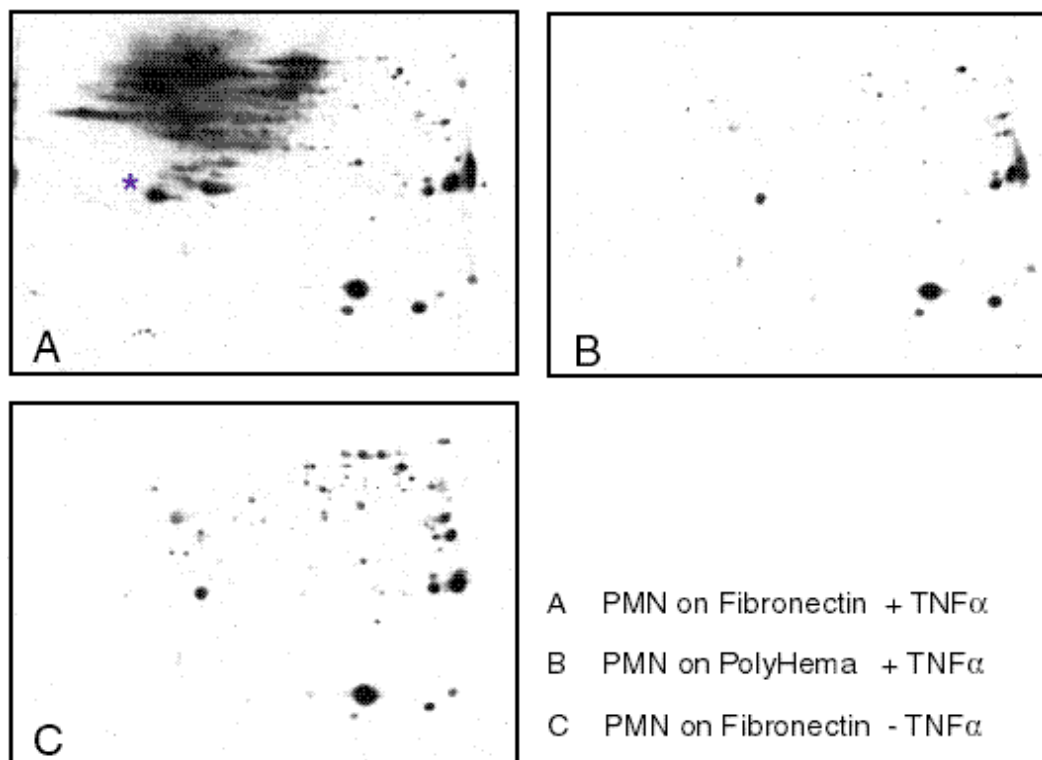 A
B
C
*
A PMN on Fibronectin + TNFα
B PMN on PolyHema + TNFα
C PMN on Fibronectin - TNFα